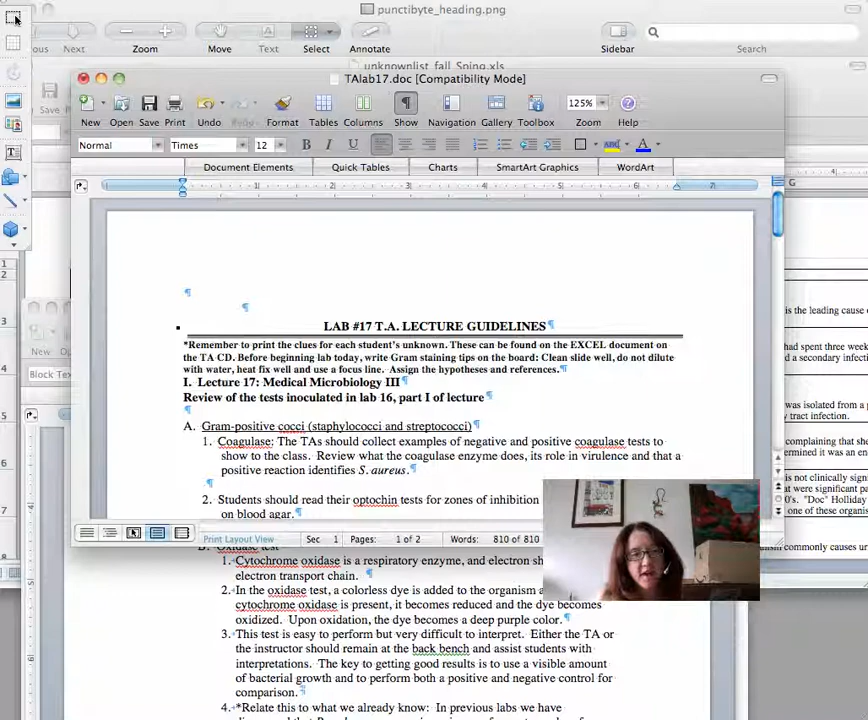 punctibyte_heading.png
ous Next Zoom Move Text Select Annotate Sidebar Search
unknownlist_fall_Sping.xls
TAlab17.doc [Compatibility Mode]
New Open Save Print Undo Redo Format Tables Columns Show Navigation Gallery Toolbox Zoom Help
125%
Normal Times 12 B I U
Document Elements Quick Tables Charts SmartArt Graphics WordArt
LAB #17 T.A. LECTURE GUIDELINES
*Remember to print the clues for each student's unknown. These can be found on the EXCEL document on
the TA CD. Before beginning lab today, write Gram staining tips on the board: Clean slide well, do not dilute
with water, heat fix well and use a focus line. Assign the hypotheses and references.
I. Lecture 17: Medical Microbiology III
Review of the tests inoculated in lab 16, part I of lecture
A. Gram-positive cocci (staphylococci and streptococci)
1. Coagulase: The TAs should collect examples of negative and positive coagulase tests to
show to the class. Review what the coagulase enzyme does, its role in virulence and that a
positive reaction identifies S. aureus.
2. Students should read their optochin tests for zones of inhibition
on blood agar.
Print Layout View Sec 1 Pages: 1 of 2 Words: 810 of 810
B. Oxidase test
1. Cytochrome oxidase is a respiratory enzyme, and electron sh
electron transport chain.
2. In the oxidase test, a colorless dye is added to the organism a
cytochrome oxidase is present, it becomes reduced and the dye becomes
oxidized. Upon oxidation, the dye becomes a deep purple color.
3. This test is easy to perform but very difficult to interpret. Either the TA or
the instructor should remain at the back bench and assist students with
interpretations. The key to getting good results is to use a visible amount
of bacterial growth and to perform both a positive and negative control for
comparison.
4. *Relate this to what we already know: In previous labs we have
New Open
Block Text
G
is the leading cause
had spent three week
d a secondary infecti
was isolated from a
y tract infection.
complaining that she
ermined it was an en
is not clinically signi
at were significant pa
0's. "Doc" Holliday
one of these organis
ism commonly causes ur